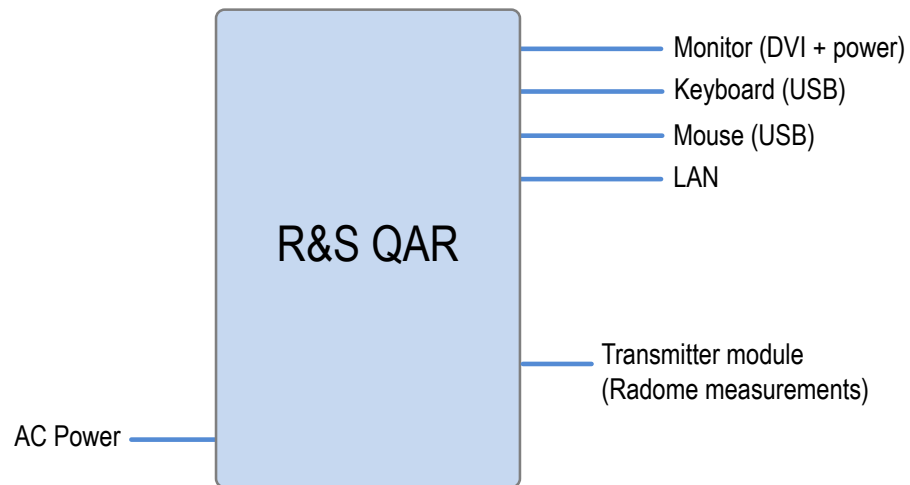 Monitor (DVI + power)
Keyboard (USB)
Mouse (USB)
LAN
R&S QAR
Transmitter module
(Radome measurements)
AC Power